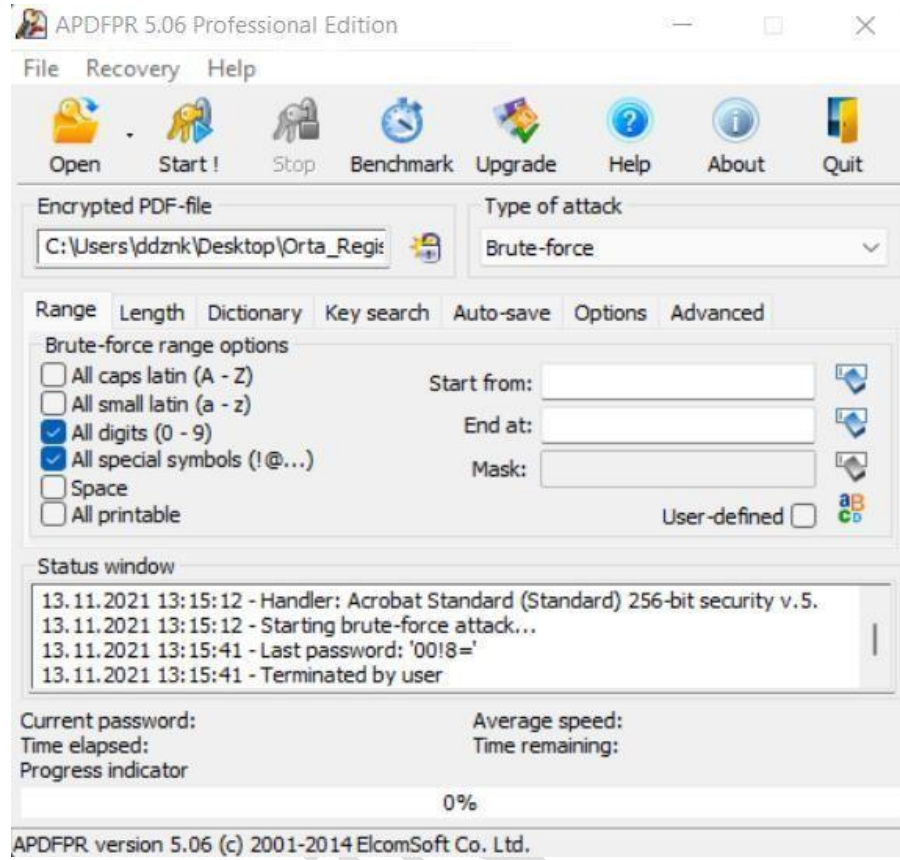 APDFPR 5.06 Professional Edition
File Recovery Help
Open Start ! Stop Benchmark Upgrade Help About Quit
Encrypted PDF-file
C:\Users\ddznk\Desktop\Orta_Regis
Type of attack
Brute-force
Range Length Dictionary Key search Auto-save Options Advanced
Brute-force range options
All caps latin (A - Z)
All small latin (a - z)
All digits (0 - 9)
All special symbols (!@...)
Space
All printable
Start from:
End at:
Mask:
User-defined
Status window
13.11.2021 13:15:12 - Handler: Acrobat Standard (Standard) 256-bit security v.5.
13.11.2021 13:15:12 - Starting brute-force attack...
13.11.2021 13:15:41 - Last password: '00!8='
13.11.2021 13:15:41 - Terminated by user
Current password:
Average speed:
Time elapsed:
Time remaining:
Progress indicator
0%
APDFPR version 5.06 (c) 2001-2014 ElcomSoft Co. Ltd.